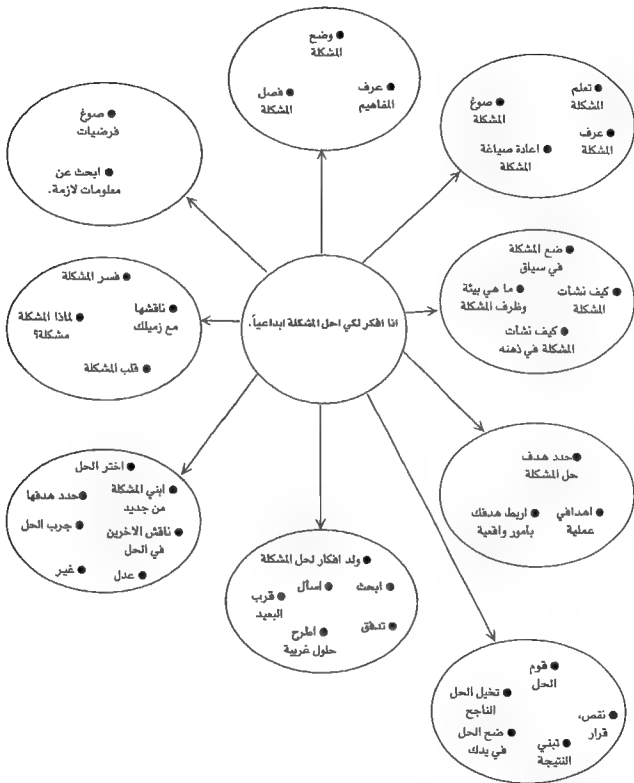 وضع
المشكلة
عرف
المفاهيم
فصل
المشكلة
تعلم
المشكلة
صوغ
المشكلة
عرف
المشكلة
اعادة صياغة
المشكلة
صوغ
فرضيات
ابحث عن
معلومات لازمة.
ضع المشكلة
في سياق
كيف نشأت
المشكلة
ما هي بيئة
وظرف المشكلة
كيف نشأت
المشكلة في ذهنه
انا افكر لكي احل المشكلة ابداعياً.
فسر المشكلة
ناقشها
مع زميلك
لماذا المشكلة
مشكلة؟
قلب المشكلة
حدد هدف
حل المشكلة
اهدافي
عملية
اربط هدفك
بأمور واقعية
اختر الحل
ابني المشكلة
من جديد
حدد هدفها
ناقش الاخرين
في الحل
جرب الحل
عدل
غير
ولد افكار لحل المشكلة
ابحث
اسأل
قرب
البعيد
تدفق
اطرح
حلول غريبة
قوم
الحل
تخيل الحل
الناجح
نقص،
قرار
ضع الحل
في يدك
تبني
النتيجة